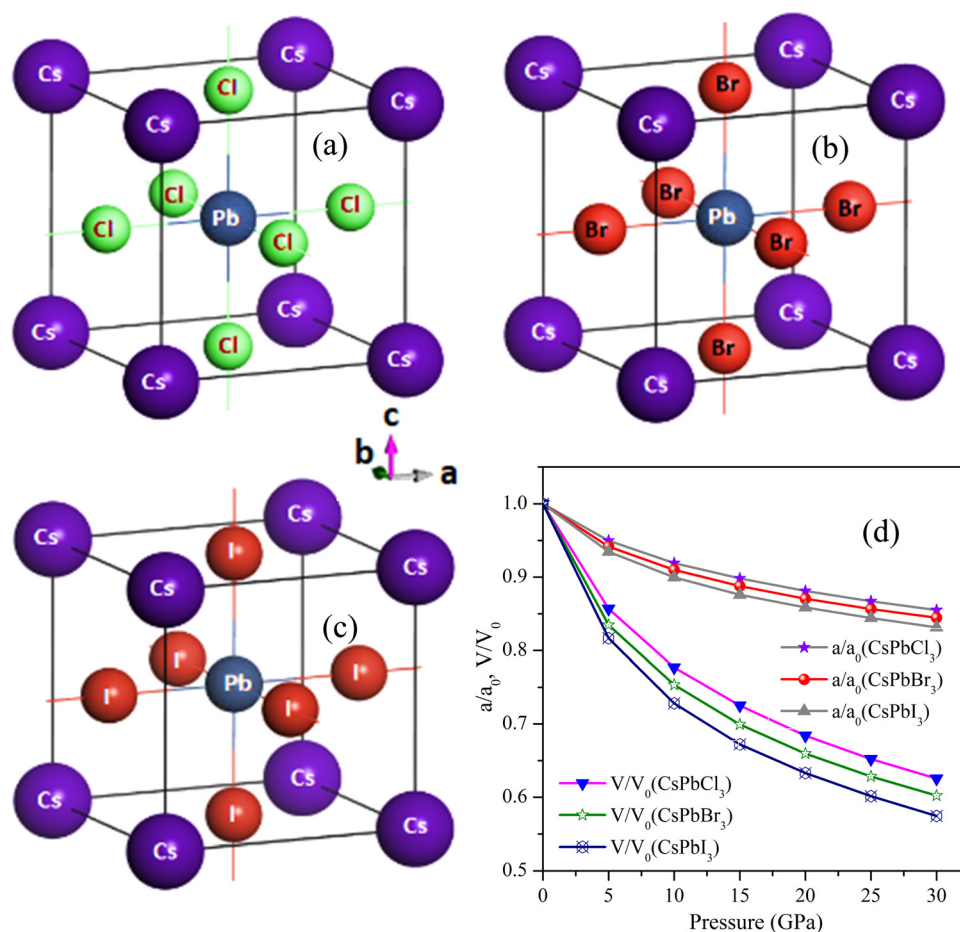 Cs Cs
Cs Cs
Cl
(a)
Cl Cl
Pb
Cl Cl
Cs Cs
Cl
Cs Cs
Cs Cs
Cs Cs
Br
(b)
Br Br
Pb
Br Br
Cs Cs
Br
Cs Cs
c
b
a
Cs Cs
Cs Cs
I
(c)
I I
Pb
I I
Cs Cs
I
Cs Cs
(d)
a/a₀, V/V₀
1.0
0.9
0.8
0.7
0.6
0.5
a/a₀(CsPbCl₃)
a/a₀(CsPbBr₃)
a/a₀(CsPbI₃)
V/V₀(CsPbCl₃)
V/V₀(CsPbBr₃)
V/V₀(CsPbI₃)
0 5 10 15 20 25 30
Pressure (GPa)